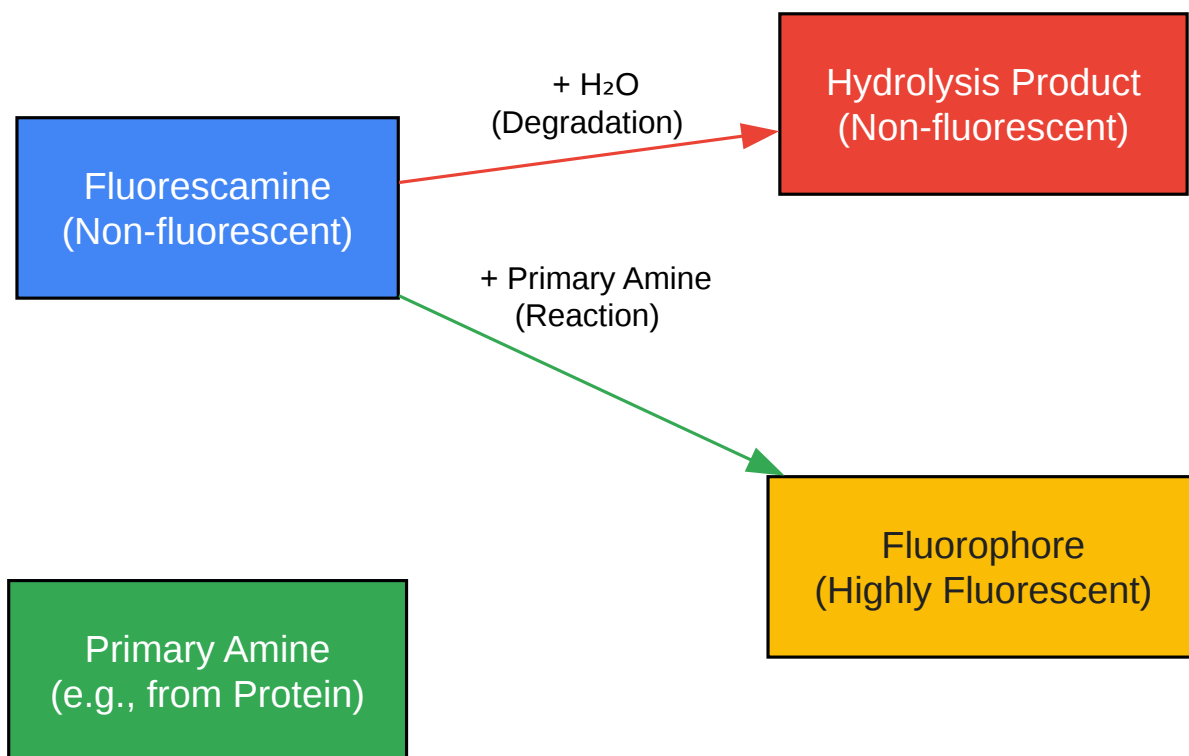 Fluorescamine
(Non-fluorescent)
+ H₂O
(Degradation)
Hydrolysis Product
(Non-fluorescent)
+ Primary Amine
(Reaction)
Fluorophore
(Highly Fluorescent)
Primary Amine
(e.g., from Protein)